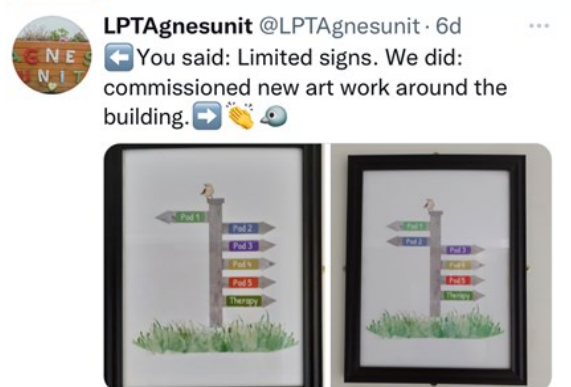 LPTAgnesunit @LPTAgnesunit · 6d
⬅️You said: Limited signs. We did:
commissioned new art work around the
building.➡️👏🐦
AGNES
UNIT
Pod 1
Pod 2
Pod 3
Pod 4
Pod 5
Therapy
Pod 1
Pod 2
Pod 3
Pod 4
Pod 5
Therapy